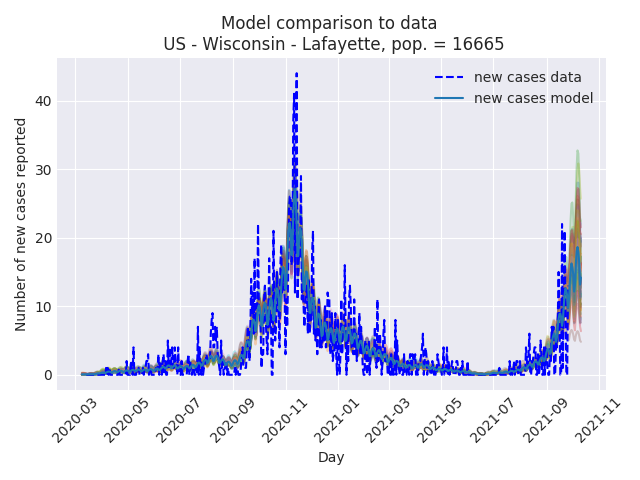 Model comparison to data
US - Wisconsin - Lafayette, pop. = 16665
new cases data
new cases model
Number of new cases reported
40
30
20
10
0
2020-03
2020-05
2020-07
2020-09
2020-11
2021-01
2021-03
2021-05
2021-07
2021-09
2021-11
Day